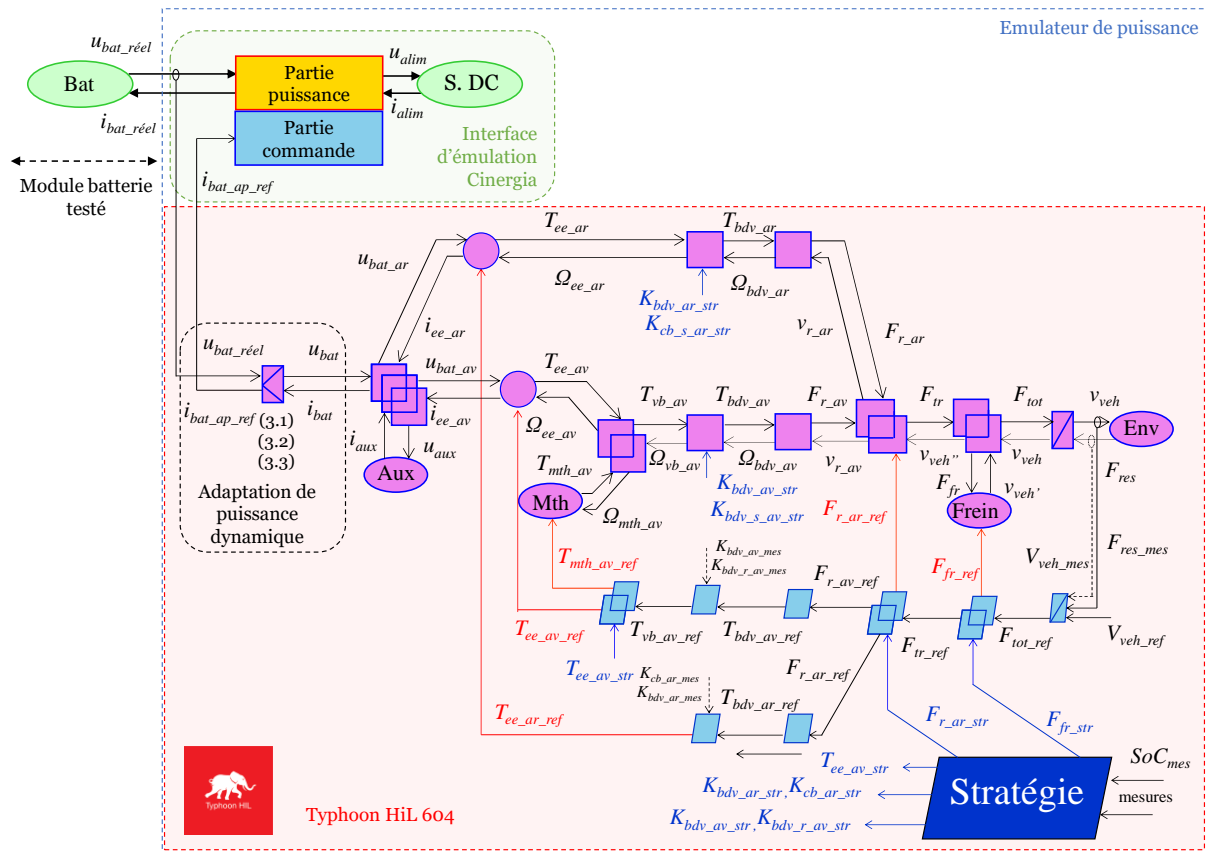 Emulateur de puissance
u_bat_réel
Bat
i_bat_réel
Partie
puissance
Partie
commande
u_alim
i_alim
S. DC
Interface
d'émulation
Cinergia
Module batterie
testé
i_bat_ap_ref
T_ee_ar
T_bdv_ar
u_bat_ar
Ω_ee_ar
Ω_bdv_ar
K_bdv_ar_str
K_cb_s_ar_str
i_ee_ar
v_r_ar
F_r_ar
u_bat_réel
u_bat
u_bat_av
T_ee_av
T_vb_av
T_bdv_av
F_r_av
F_tr
F_tot
v_veh
Env
i_bat_ap_ref
i_bat
i_ee_av
Ω_ee_av
(3.1)
(3.2)
(3.3)
i_aux
u_aux
Aux
Ω_vb_av
Ω_bdv_av
v_r_av
v_veh''
v_veh
F_res
T_mth_av
Mth
Ω_mth_av
K_bdv_av_str
K_bdv_s_av_str
F_r_ar_ref
F_fr
v_veh'
Frein
Adaptation de
puissance
dynamique
T_mth_av_ref
K_bdv_av_mes
K_bdv_r_av_mes
F_r_av_ref
F_fr_ref
V_veh_mes
F_res_mes
T_ee_av_ref
T_vb_av_ref
T_bdv_av_ref
F_tr_ref
F_tot_ref
V_veh_ref
T_ee_av_str
K_cb_ar_mes
K_bdv_ar_mes
F_r_ar_ref
T_ee_ar_ref
T_bdv_ar_ref
F_r_ar_str
F_fr_str
T_ee_av_str
K_bdv_ar_str,K_cb_ar_str
K_bdv_av_str,K_bdv_r_av_str
Stratégie
SoC_mes
mesures
Typhoon HIL
Typhoon HiL 604